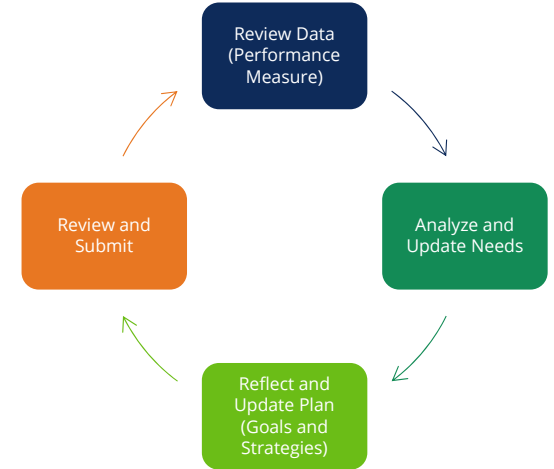 Review Data
(Performance
Measure)
Analyze and
Update Needs
Reflect and
Update Plan
(Goals and
Strategies)
Review and
Submit